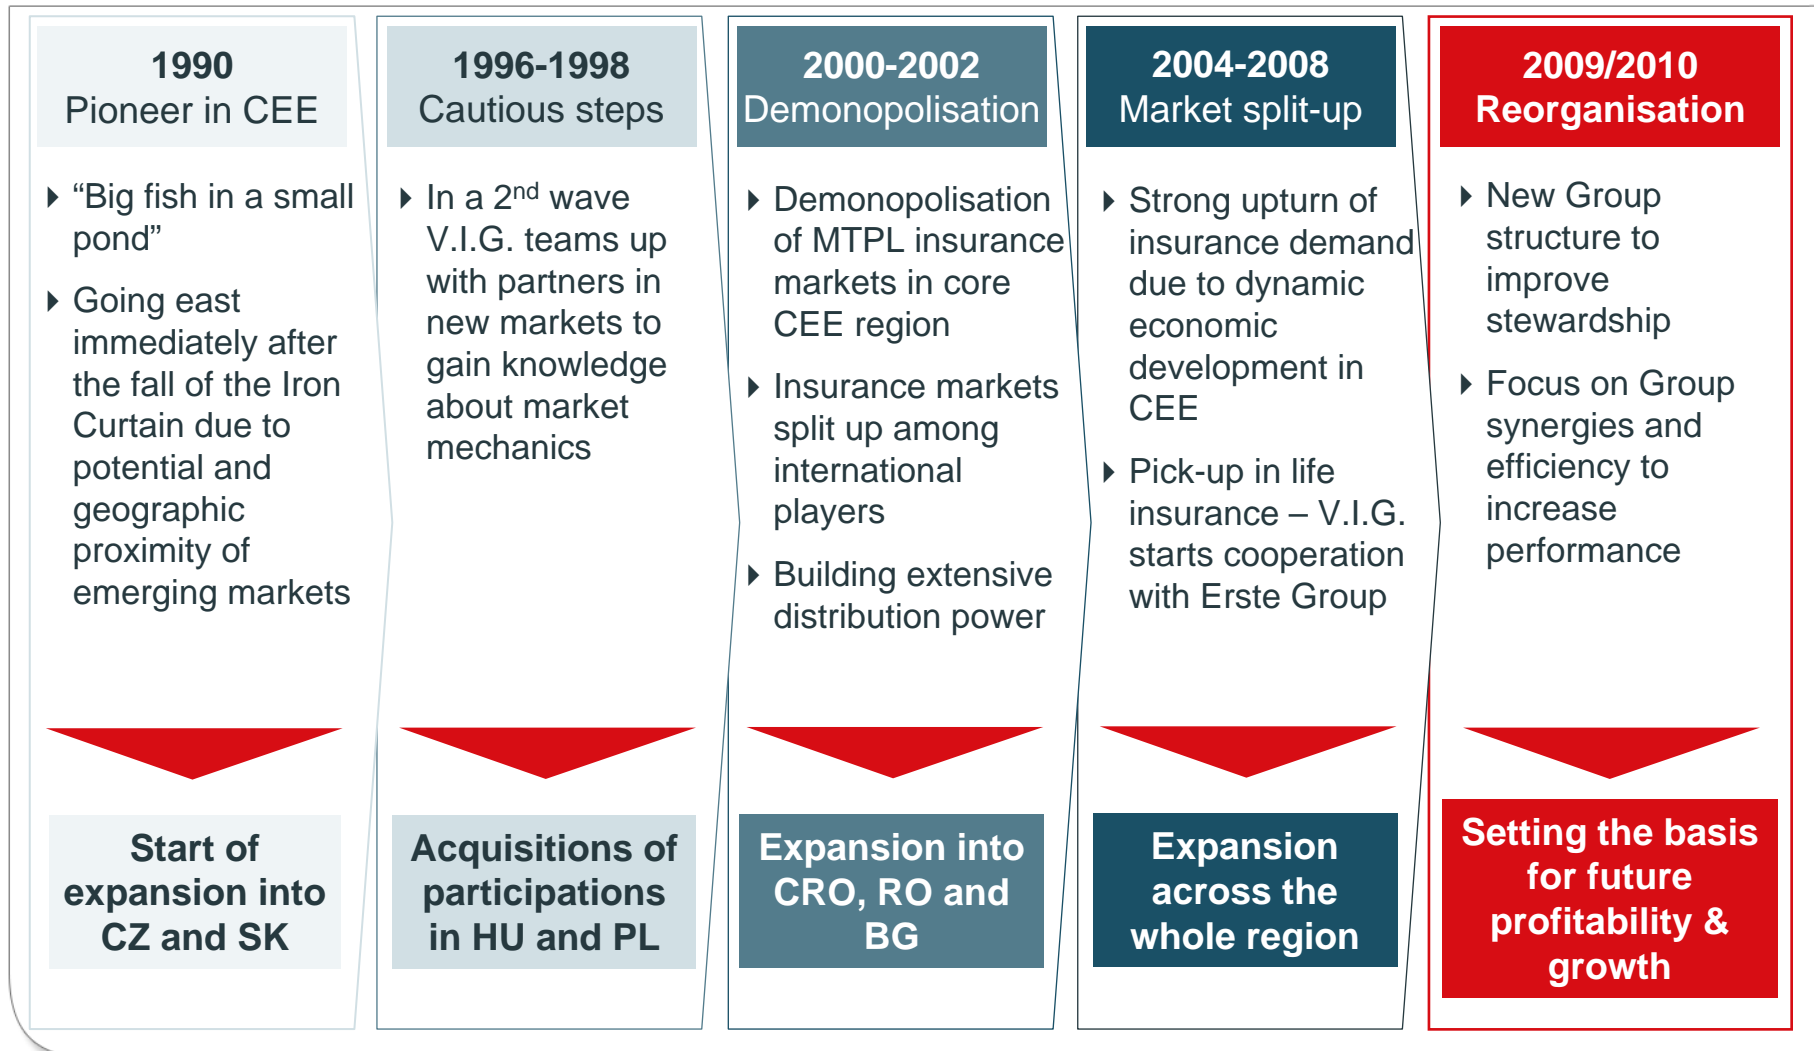 1990
Pioneer in CEE
“Big fish in a small
pond”
Going east
immediately after
the fall of the Iron
Curtain due to
potential and
geographic
proximity of
emerging markets
Start of
expansion into
CZ and SK
1996-1998
Cautious steps
In a 2nd wave
V.I.G. teams up
with partners in
new markets to
gain knowledge
about market
mechanics
Acquisitions of
participations
in HU and PL
2000-2002
Demonopolisation
Demonopolisation
of MTPL insurance
markets in core
CEE region
Insurance markets
split up among
international
players
Building extensive
distribution power
Expansion into
CRO, RO and
BG
2004-2008
Market split-up
Strong upturn of
insurance demand
due to dynamic
economic
development in
CEE
Pick-up in life
insurance – V.I.G.
starts cooperation
with Erste Group
Expansion
across the
whole region
2009/2010
Reorganisation
New Group
structure to
improve
stewardship
Focus on Group
synergies and
efficiency to
increase
performance
Setting the basis
for future
profitability &
growth